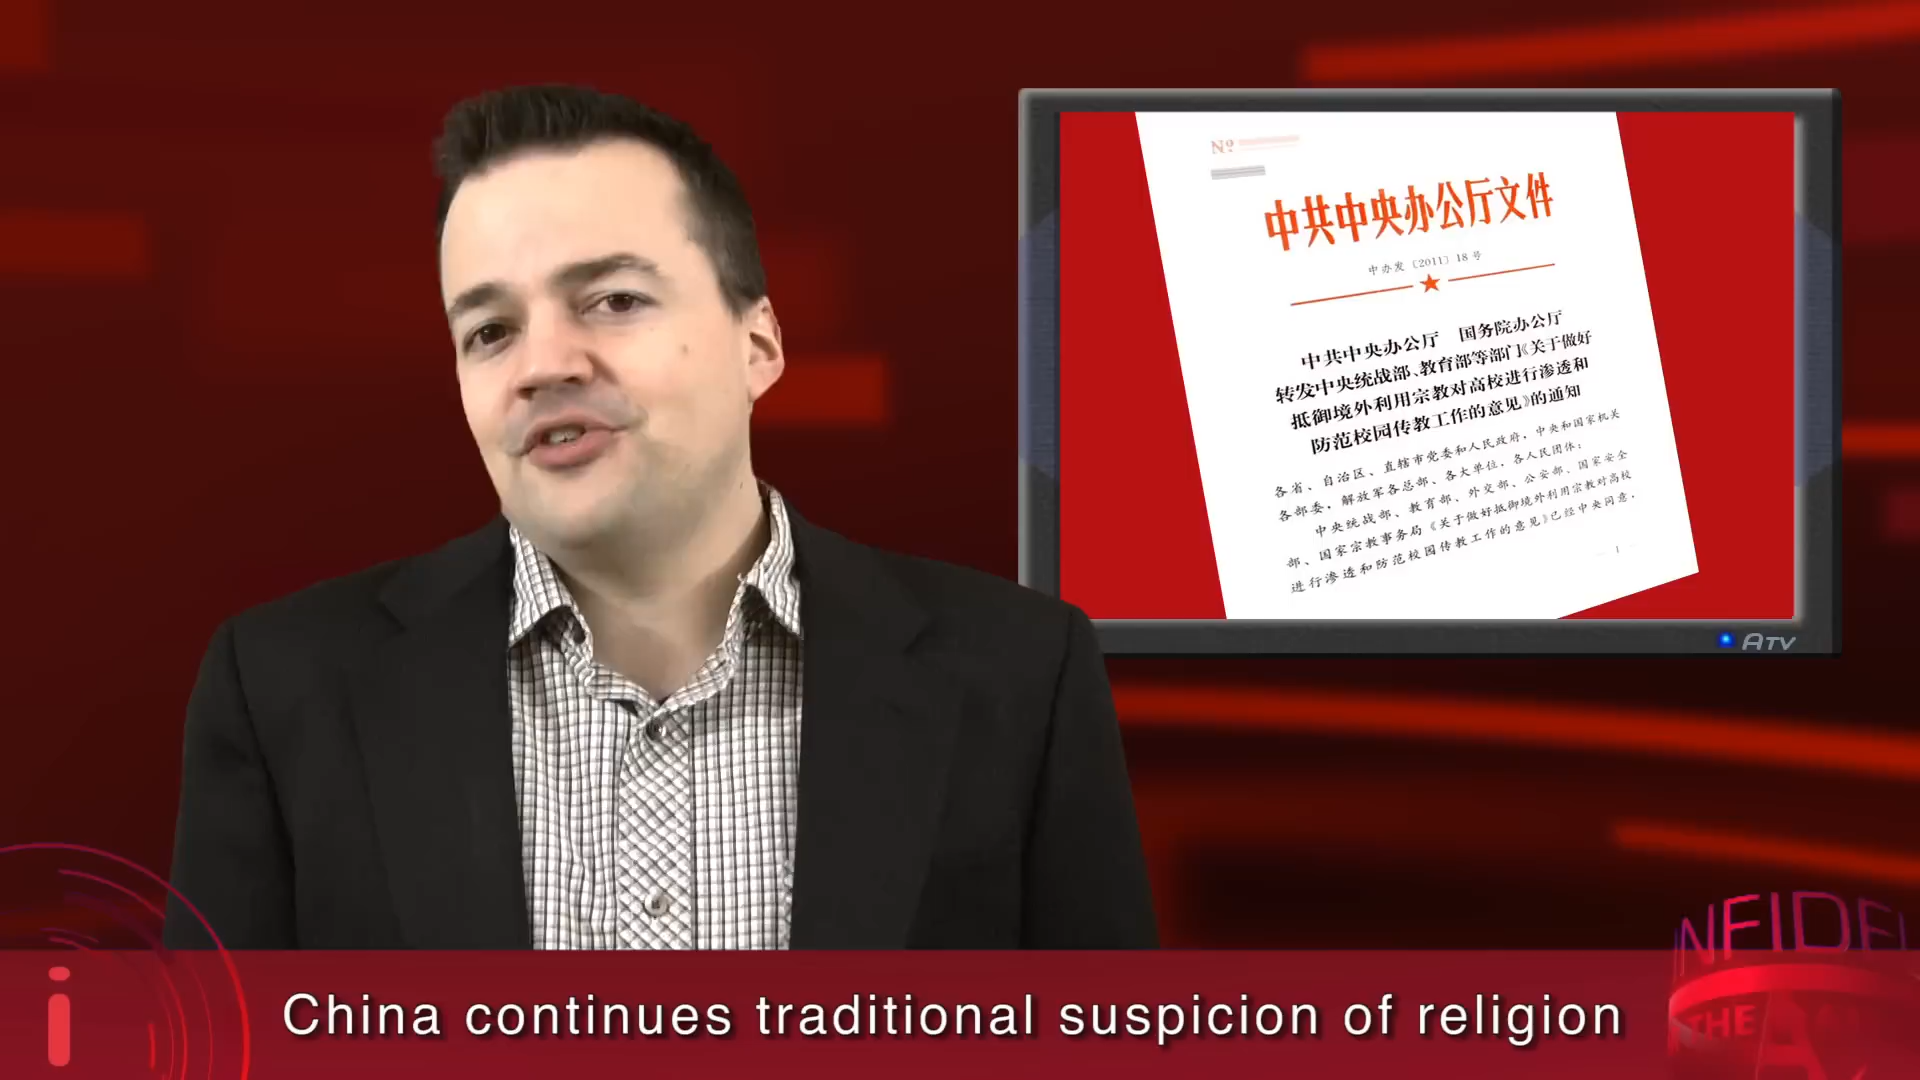 №
中共中央办公厅文件
中办发〔2011〕18 号
中共中央办公厅 国务院办公厅
转发中央统战部、教育部等部门《关于做好
抵御境外利用宗教对高校进行渗透和
防范校园传教工作的意见》的通知
各省、自治区、直辖市党委和人民政府，中央和国家机关
各部委，解放军各总部、各大单位，各人民团体：
中央统战部、教育部、外交部、公安部、国家安全
部、国家宗教事务局《关于做好抵御境外利用宗教对高校
进行渗透和防范校园传教工作的意见》已经中央同意，
— 1 —
ATV
i
China continues traditional suspicion of religion
INFIDEL
THE